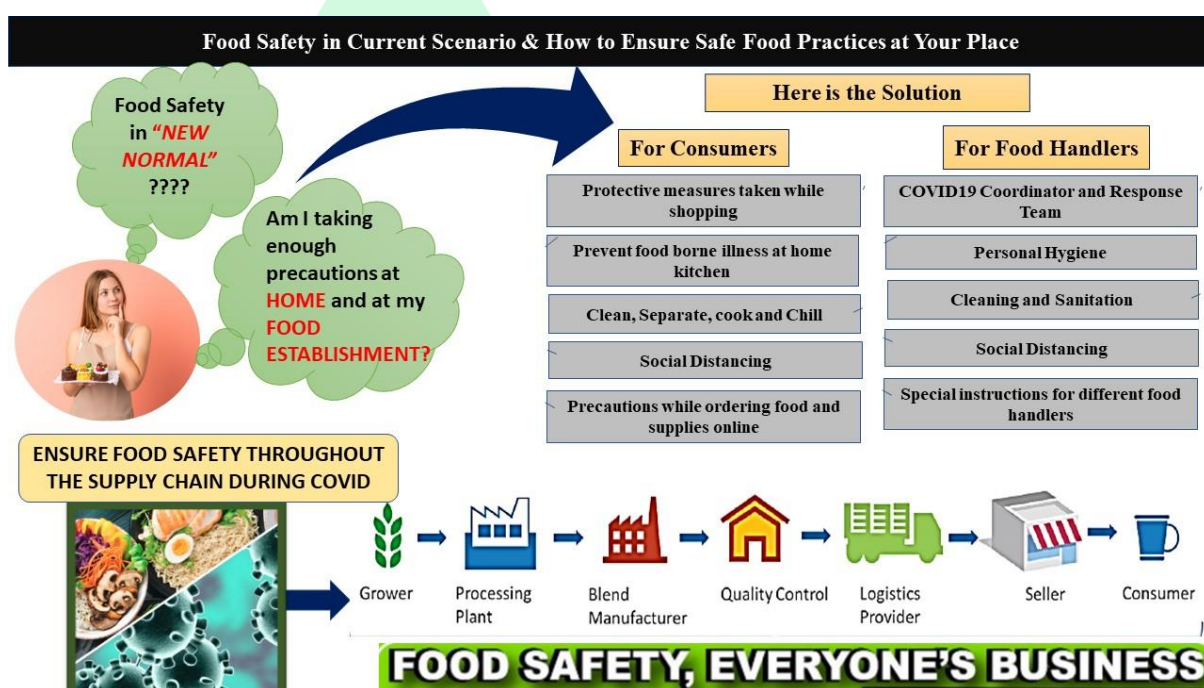 Food Safety in Current Scenario & How to Ensure Safe Food Practices at Your Place
Food Safety
in “NEW
NORMAL”
????
Am I taking
enough
precautions at
HOME and at my
FOOD
ESTABLISHMENT?
Here is the Solution
For Consumers
Protective measures taken while
shopping
Prevent food borne illness at home
kitchen
Clean, Separate, cook and Chill
Social Distancing
Precautions while ordering food and
supplies online
For Food Handlers
COVID19 Coordinator and Response
Team
Personal Hygiene
Cleaning and Sanitation
Social Distancing
Special instructions for different food
handlers
ENSURE FOOD SAFETY THROUGHOUT
THE SUPPLY CHAIN DURING COVID
Grower
Processing
Plant
Blend
Manufacturer
Quality Control
Logistics
Provider
Seller
Consumer
FOOD SAFETY, EVERYONE’S BUSINESS